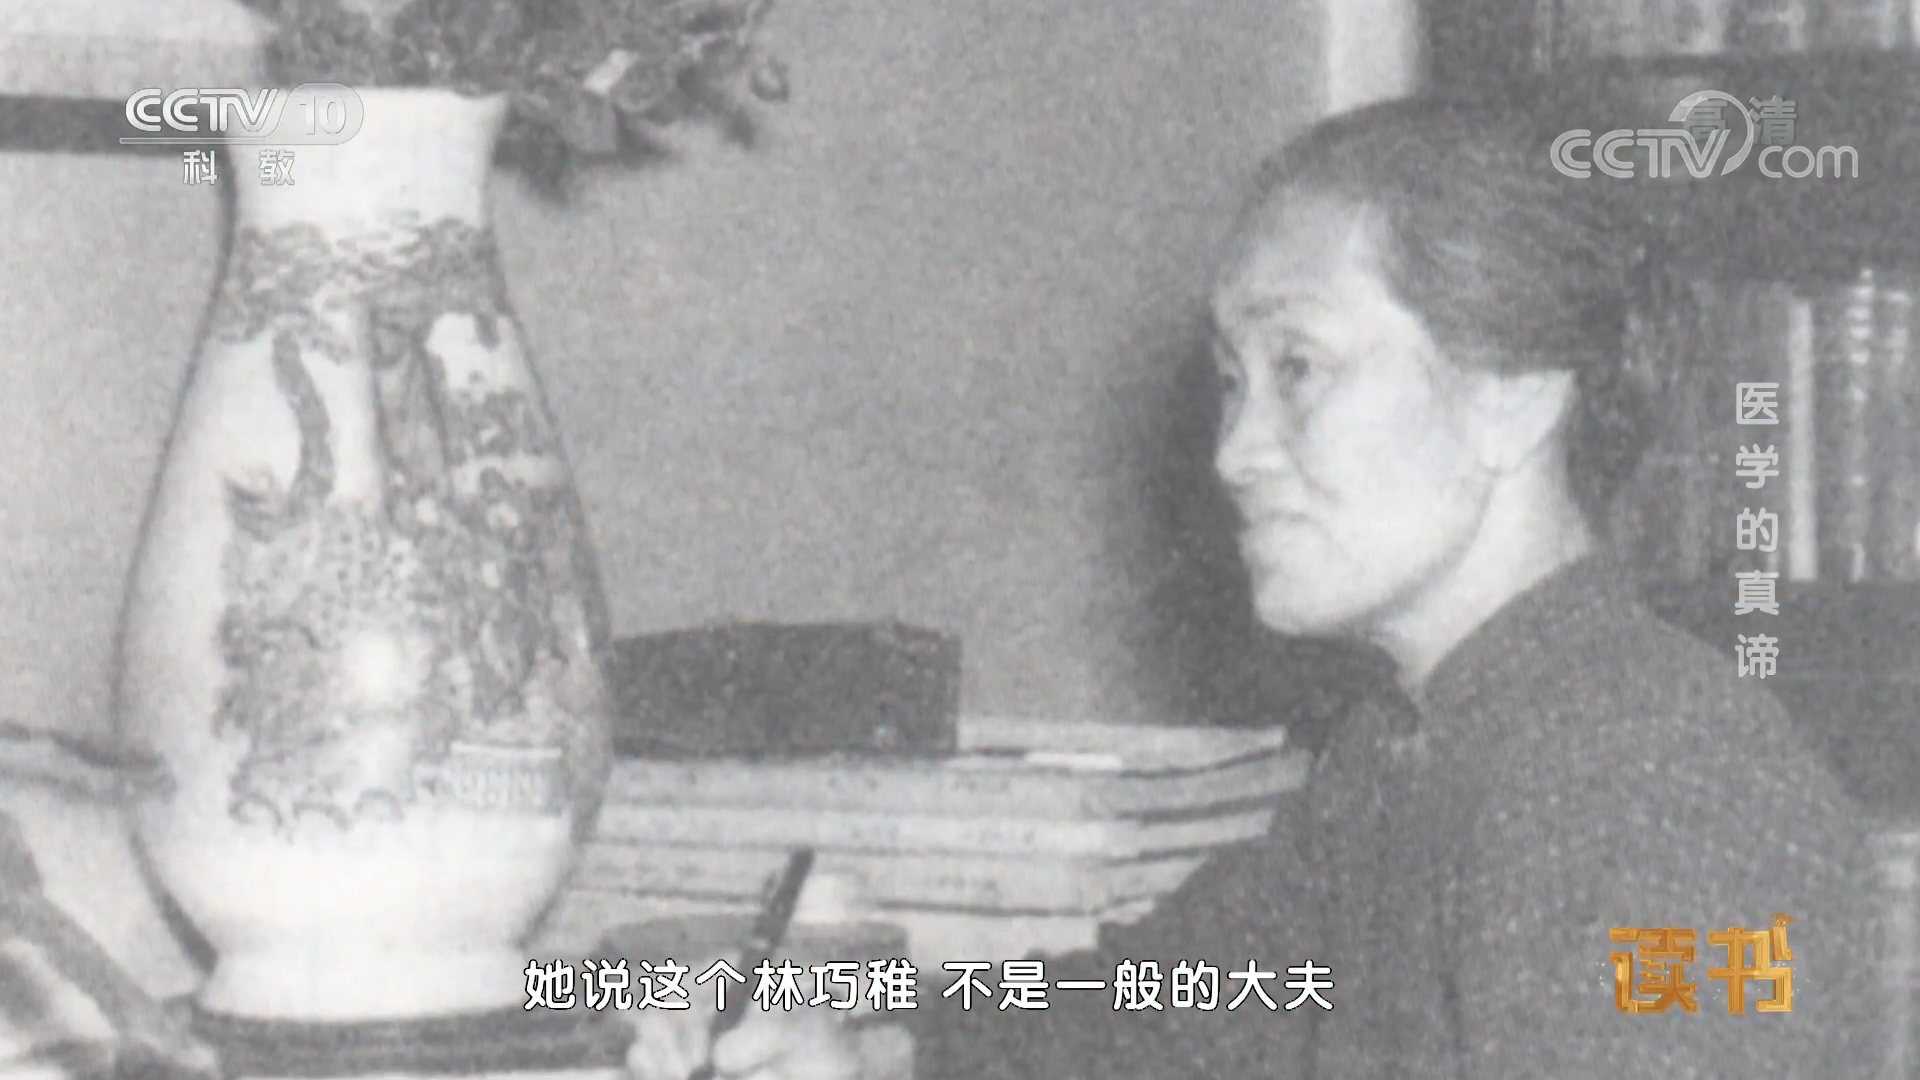 CCTV 10
科 教
高清
CCTV.com
医学的真谛
她说这个林巧稚 不是一般的大夫
读书